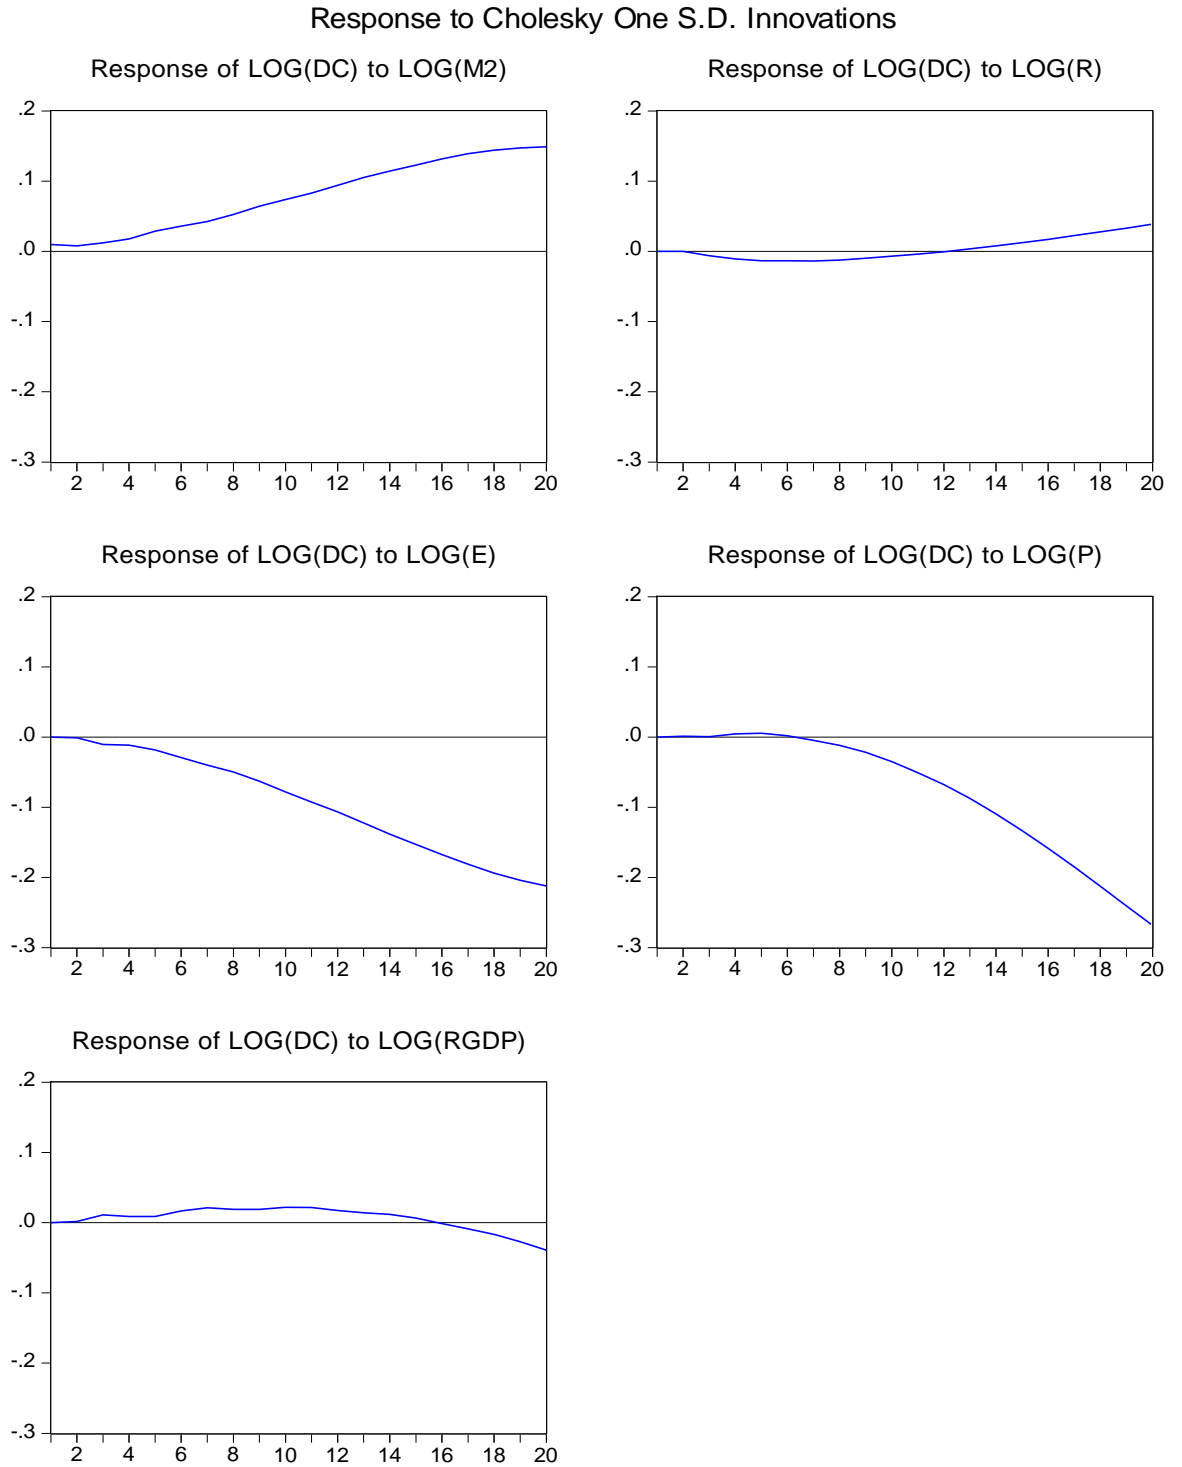 Response to Cholesky One S.D. Innovations
Response of LOG(DC) to LOG(M2)
.2
.1
.0
-.1
-.2
-.3
2 4 6 8 10 12 14 16 18 20
Response of LOG(DC) to LOG(R)
.2
.1
.0
-.1
-.2
-.3
2 4 6 8 10 12 14 16 18 20
Response of LOG(DC) to LOG(E)
.2
.1
.0
-.1
-.2
-.3
2 4 6 8 10 12 14 16 18 20
Response of LOG(DC) to LOG(P)
.2
.1
.0
-.1
-.2
-.3
2 4 6 8 10 12 14 16 18 20
Response of LOG(DC) to LOG(RGDP)
.2
.1
.0
-.1
-.2
-.3
2 4 6 8 10 12 14 16 18 20